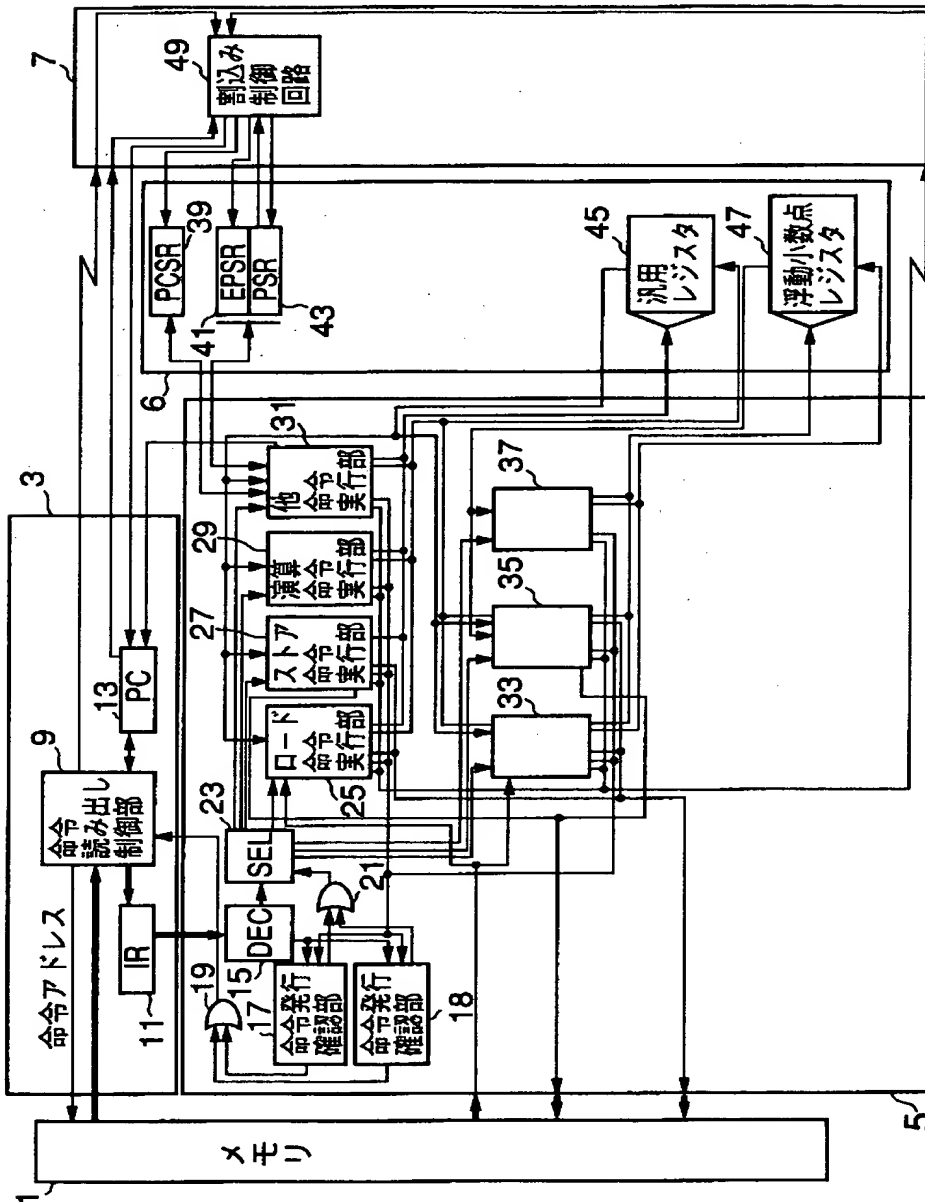 1
メモリ
3
命令アドレス
9
命令
読み出し
制御部
13
PC
11
IR
7
49
割込み
制御
回路
6
PCSR
39
41
EPSR
PSR
43
45
汎用
レジスタ
47
浮動小数点
レジスタ
5
15
DEC
17
命令発行
確認部
18
命令発行
確認部
19
21
23
SEL
25
ロード
命令
実行部
27
ストア
命令
実行部
29
演算
命令
実行部
31
他
命令
実行部
33
35
37